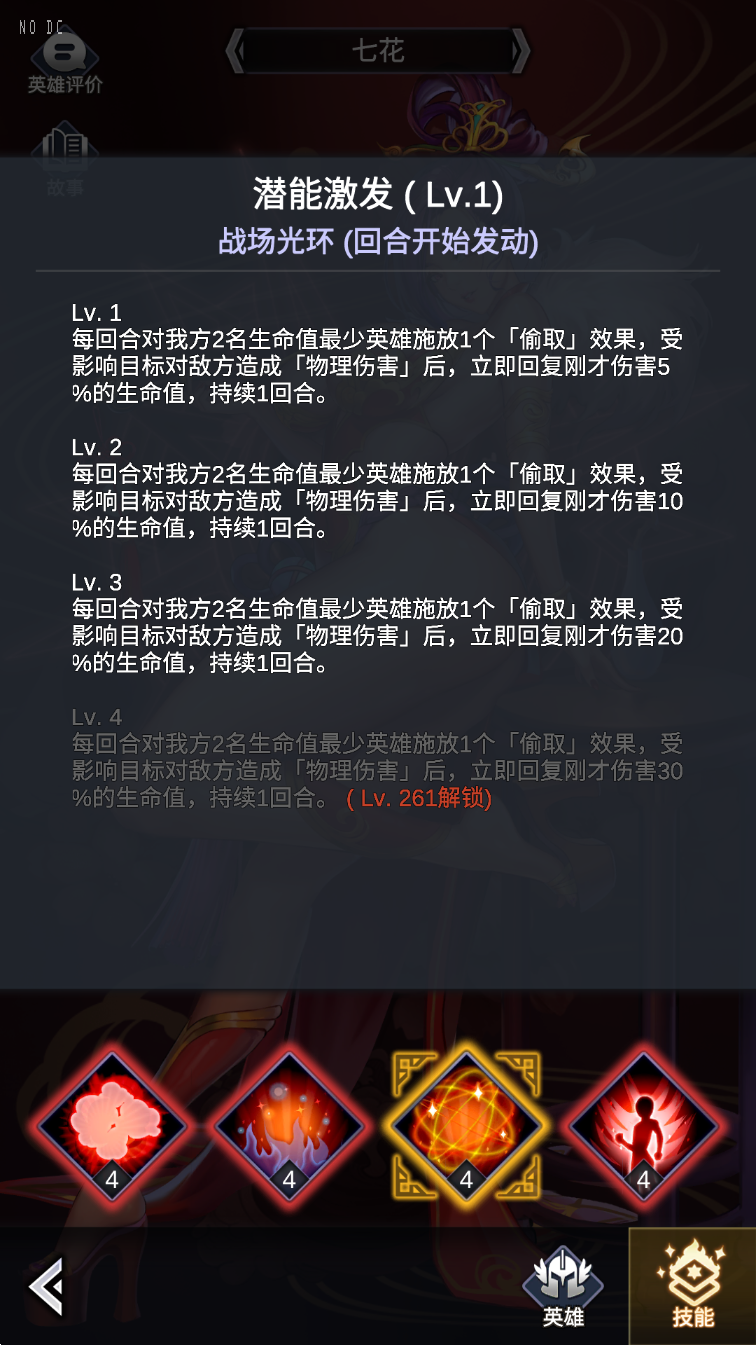 NO DC
七花
英雄评价
故事
潜能激发 ( Lv.1)
战场光环 (回合开始发动)
Lv. 1
每回合对我方2名生命值最少英雄施放1个「偷取」效果，受
影响目标对敌方造成「物理伤害」后，立即回复刚才伤害5
%的生命值，持续1回合。
Lv. 2
每回合对我方2名生命值最少英雄施放1个「偷取」效果，受
影响目标对敌方造成「物理伤害」后，立即回复刚才伤害10
%的生命值，持续1回合。
Lv. 3
每回合对我方2名生命值最少英雄施放1个「偷取」效果，受
影响目标对敌方造成「物理伤害」后，立即回复刚才伤害20
%的生命值，持续1回合。
Lv. 4
每回合对我方2名生命值最少英雄施放1个「偷取」效果，受
影响目标对敌方造成「物理伤害」后，立即回复刚才伤害30
%的生命值，持续1回合。 ( Lv. 261解锁)
4 4 4 4
英雄 技能